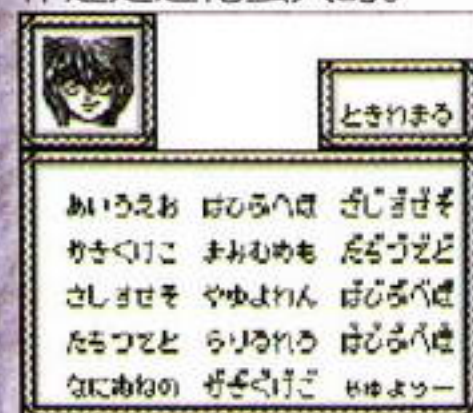 ときわまる
あいうえお はひふへほ ざじずぜぞ
かきくけこ まみむめも だぢづでど
さしすせそ やゆよわん ばびぶべぼ
たちつてと らりるれろ ぱぴぷぺぽ
なにぬねの がぎぐげご ゃゅょっー